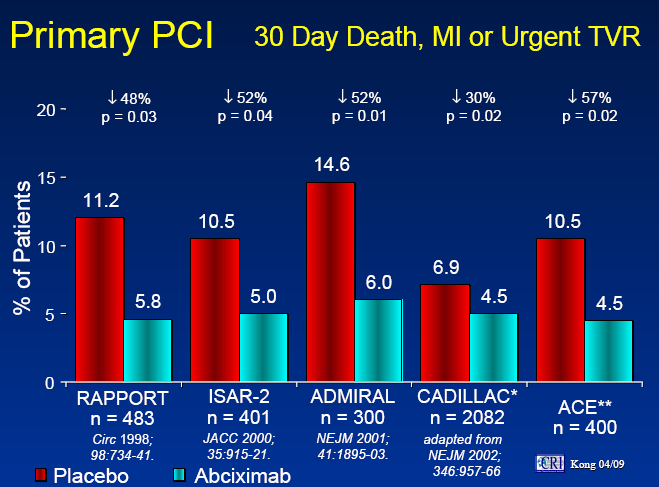 Primary PCI 30 Day Death, MI or Urgent TVR
↓48% ↓52% ↓52% ↓30% ↓57%
p = 0.03 p = 0.04 p = 0.01 p = 0.02 p = 0.02
% of Patients
20
15
10
5
0
11.2 5.8
10.5 5.0
14.6 6.0
6.9 4.5
10.5 4.5
RAPPORT
n = 483
Circ 1998;
98:734-41.
ISAR-2
n = 401
JACC 2000;
35:915-21.
ADMIRAL
n = 300
NEJM 2001;
41:1895-03.
CADILLAC*
n = 2082
adapted from
NEJM 2002;
346:957-66
ACE**
n = 400
Placebo Abciximab
CRI Kong 04/09